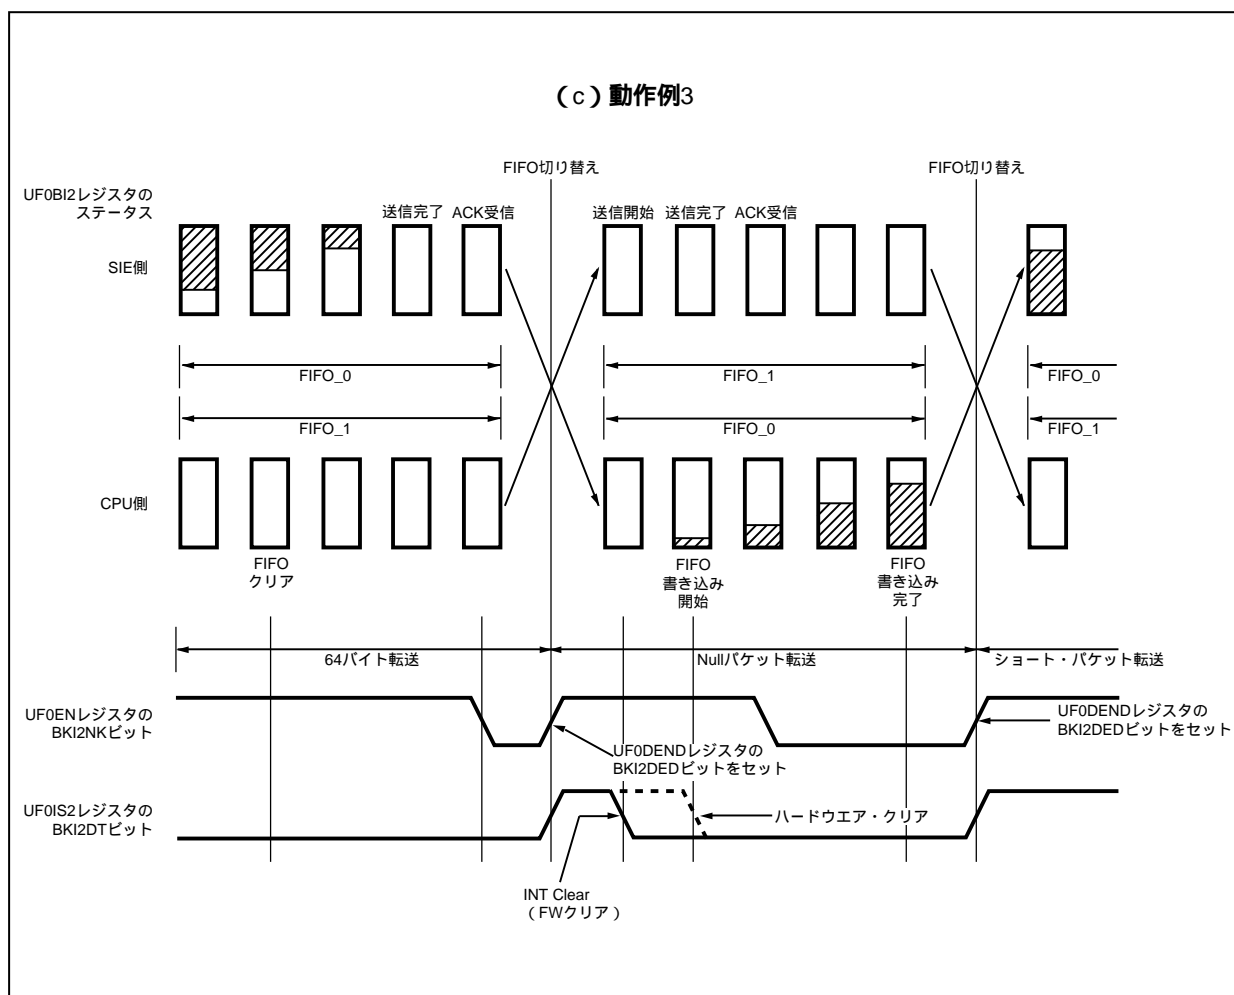 (c)動作例3
FIFO切り替え
FIFO切り替え
UF0BI2レジスタの
ステータス
送信完了
ACK受信
送信開始
送信完了
ACK受信
SIE側
FIFO_0
FIFO_1
FIFO_0
FIFO_1
FIFO_0
FIFO_1
CPU側
FIFO
クリア
FIFO
書き込み
開始
FIFO
書き込み
完了
64バイト転送
Nullパケット転送
ショート・パケット転送
UF0ENレジスタの
BKI2NKビット
UF0DENDレジスタの
BKI2DEDビットをセット
UF0DENDレジスタの
BKI2DEDビットをセット
UF0IS2レジスタの
BKI2DTビット
ハードウエア・クリア
INT Clear
(FWクリア)